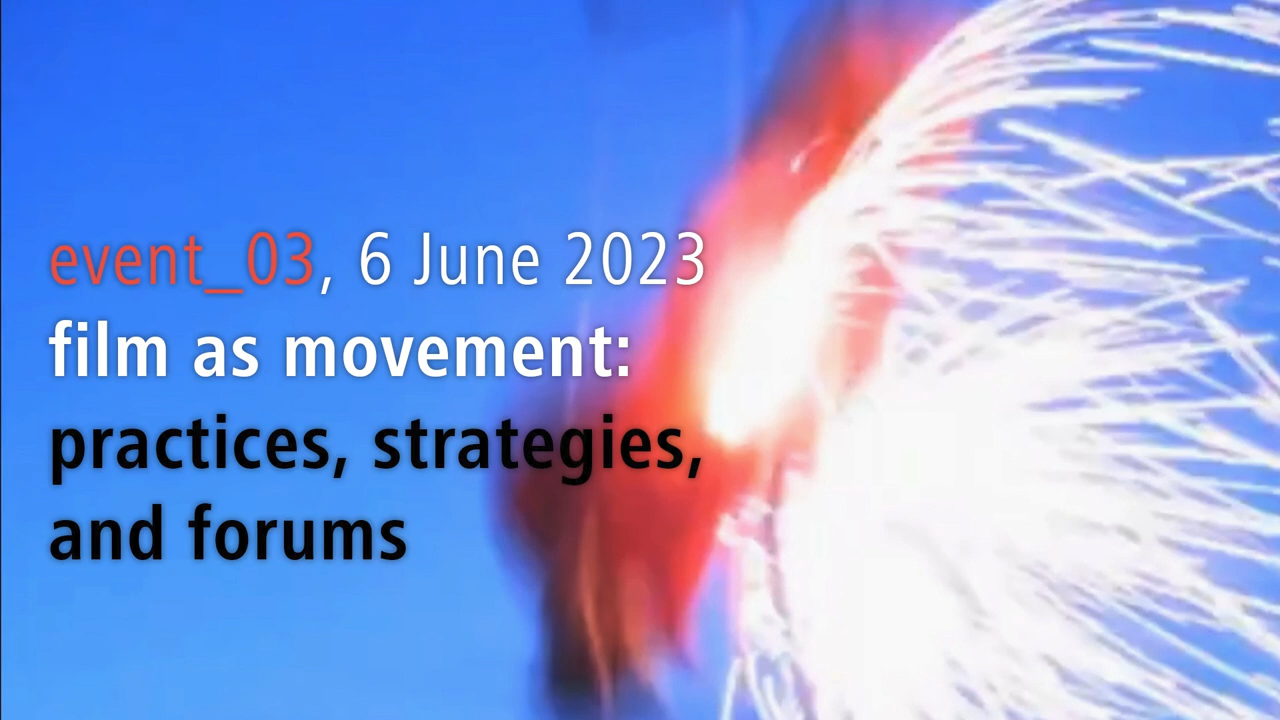 event_03, 6 June 2023
film as movement:
practices, strategies,
and forums